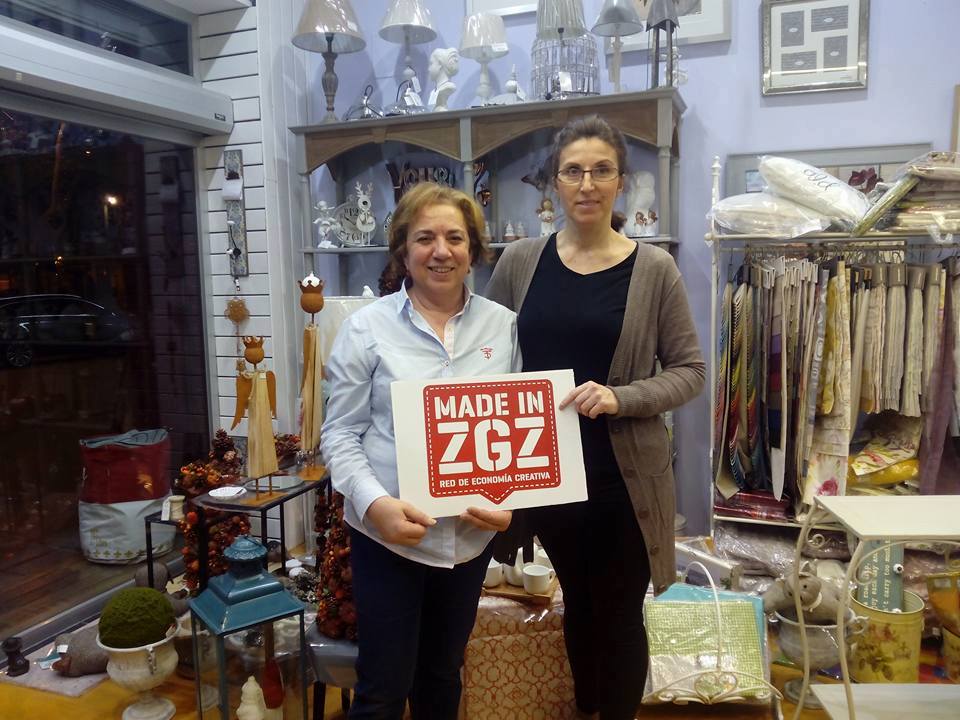 MADE IN
ZGZ
RED DE ECONOMÍA CREATIVA